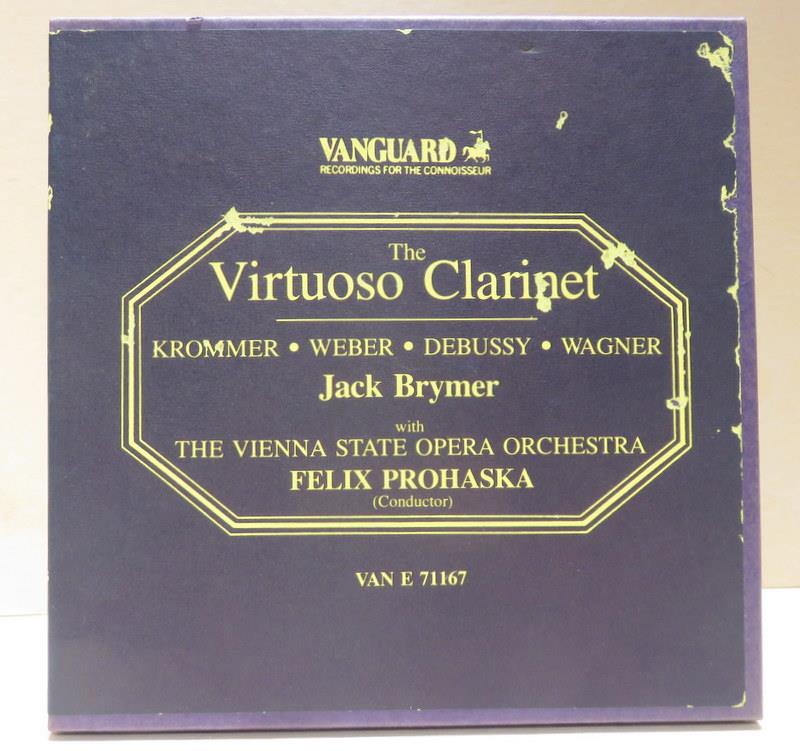 VANGUARD
RECORDINGS FOR THE CONNOISSEUR
The
Virtuoso Clarinet
KROMMER • WEBER • DEBUSSY • WAGNER
Jack Brymer
with
THE VIENNA STATE OPERA ORCHESTRA
FELIX PROHASKA
(Conductor)
VAN E 71167